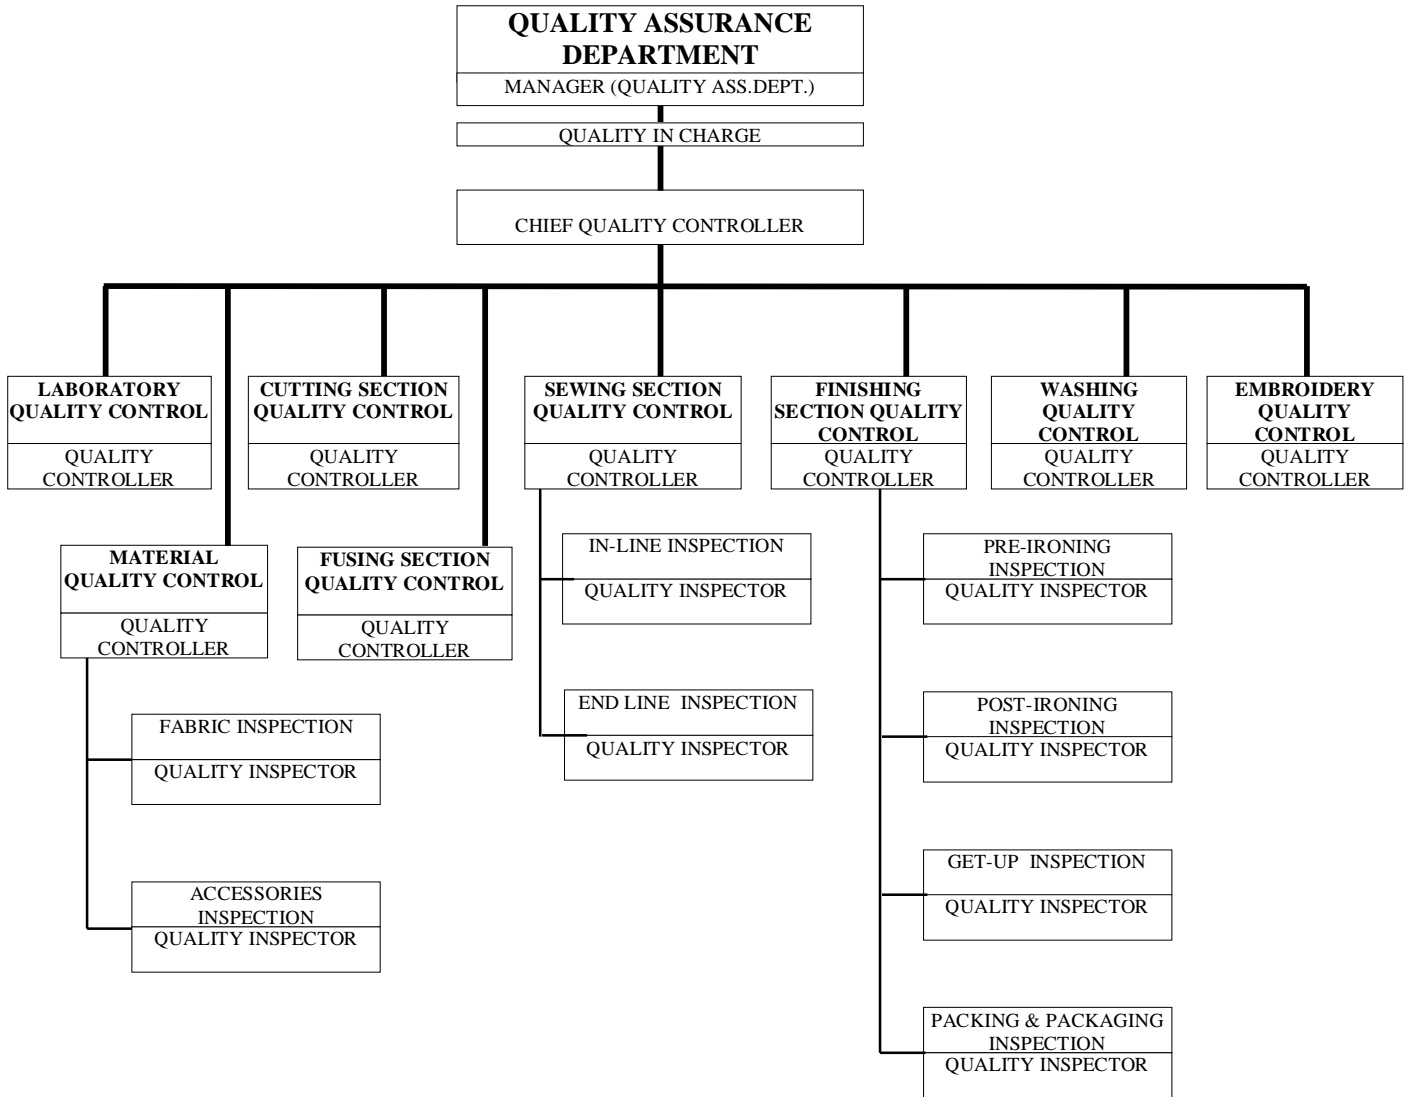 QUALITY ASSURANCE
DEPARTMENT
MANAGER (QUALITY ASS.DEPT.)
QUALITY IN CHARGE
CHIEF QUALITY CONTROLLER
LABORATORY
QUALITY CONTROL
QUALITY
CONTROLLER
CUTTING SECTION
QUALITY CONTROL
QUALITY
CONTROLLER
SEWING SECTION
QUALITY CONTROL
QUALITY
CONTROLLER
FINISHING
SECTION QUALITY
CONTROL
QUALITY
CONTROLLER
WASHING
QUALITY
CONTROL
QUALITY
CONTROLLER
EMBROIDERY
QUALITY
CONTROL
QUALITY
CONTROLLER
MATERIAL
QUALITY CONTROL
QUALITY
CONTROLLER
FUSING SECTION
QUALITY CONTROL
QUALITY
CONTROLLER
IN-LINE INSPECTION
QUALITY INSPECTOR
PRE-IRONING
INSPECTION
QUALITY INSPECTOR
END LINE  INSPECTION
QUALITY INSPECTOR
POST-IRONING
INSPECTION
QUALITY INSPECTOR
FABRIC INSPECTION
QUALITY INSPECTOR
GET-UP  INSPECTION
QUALITY INSPECTOR
ACCESSORIES
INSPECTION
QUALITY INSPECTOR
PACKING & PACKAGING
INSPECTION
QUALITY INSPECTOR